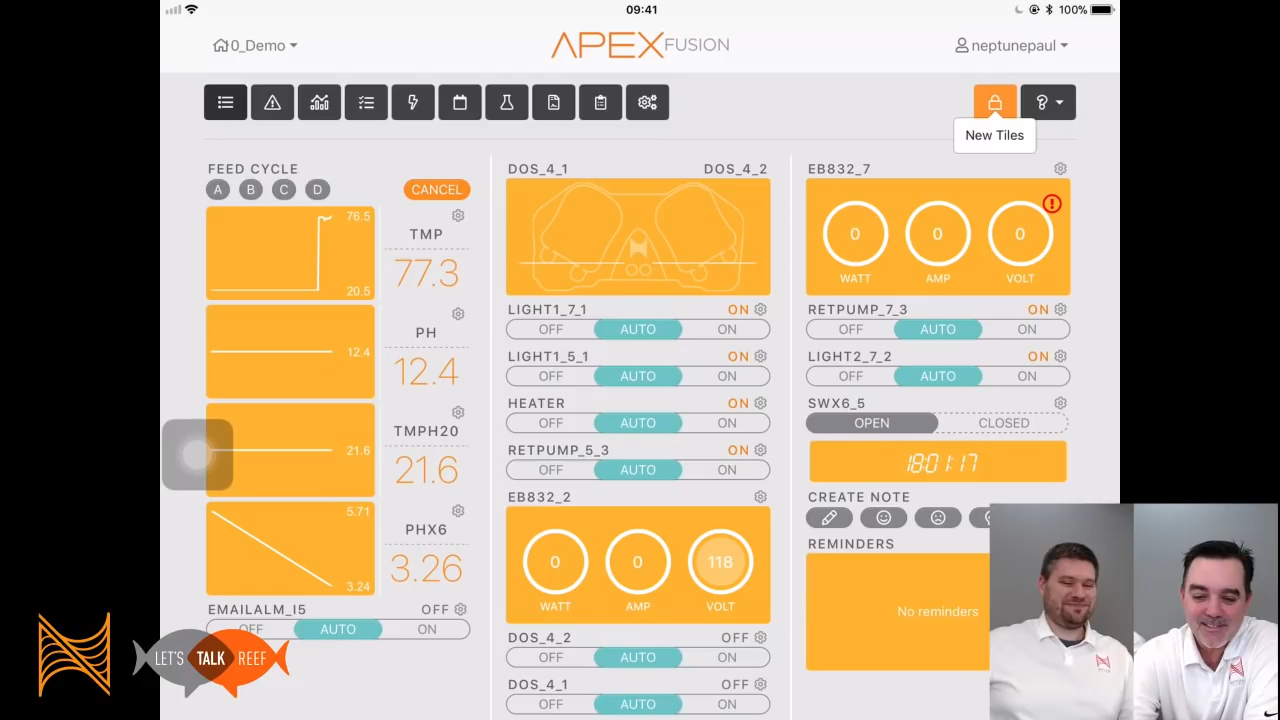 09:41
100%
0_Demo
APEX FUSION
neptunepaul
?
New Tiles
FEED CYCLE
A B C D
CANCEL
76.5
20.5
TMP
77.3
12.4
PH
12.4
21.6
TMPH20
21.6
5.71
3.24
PHX6
3.26
EMAILALM_I5 OFF
OFF AUTO ON
DOS_4_1 DOS_4_2
LIGHT1_7_1 ON
OFF AUTO ON
LIGHT1_5_1 ON
OFF AUTO ON
HEATER ON
OFF AUTO ON
RETPUMP_5_3 ON
OFF AUTO ON
EB832_2
0 0 118
WATT AMP VOLT
DOS_4_2 OFF
OFF AUTO ON
DOS_4_1 OFF
OFF AUTO ON
EB832_7
0 0 0
WATT AMP VOLT
RETPUMP_7_3 ON
OFF AUTO ON
LIGHT2_7_2 ON
OFF AUTO ON
SWX6_5
OPEN CLOSED
18:01:17
CREATE NOTE
REMINDERS
No reminders
LET'S TALK REEF